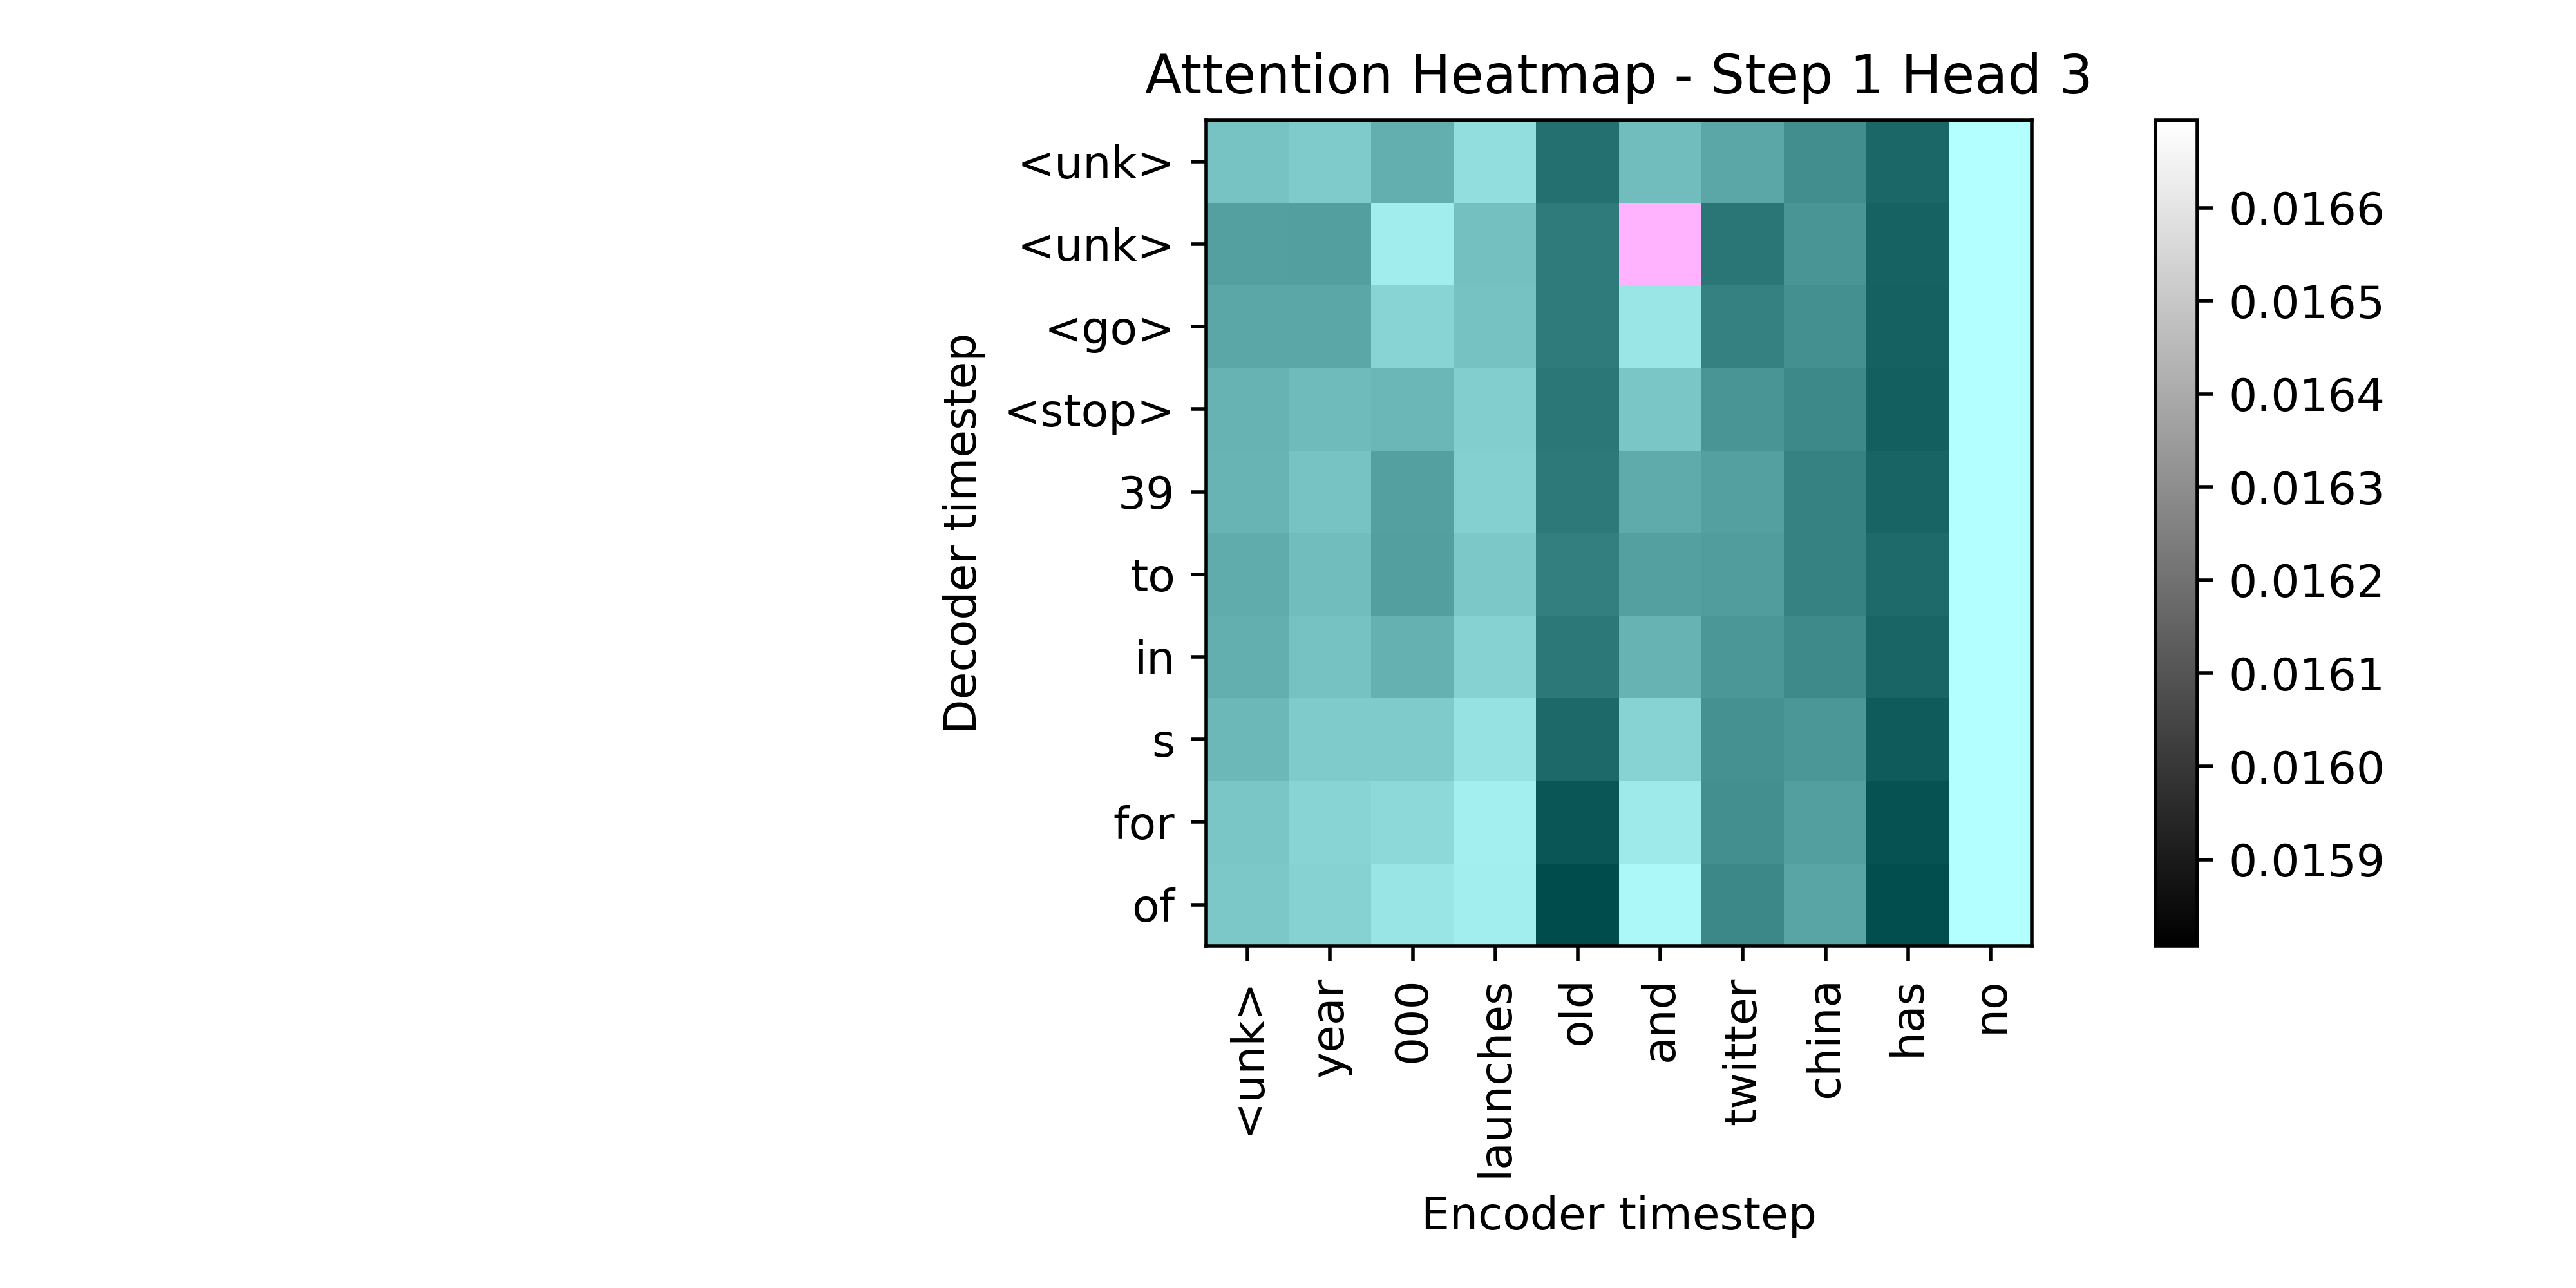 Attention Heatmap - Step 1 Head 3
Decoder timestep
<unk>
<unk>
<go>
<stop>
39
to
in
s
for
of
<unk>
year
000
launches
old
and
twitter
china
has
no
Encoder timestep
0.0166
0.0165
0.0164
0.0163
0.0162
0.0161
0.0160
0.0159